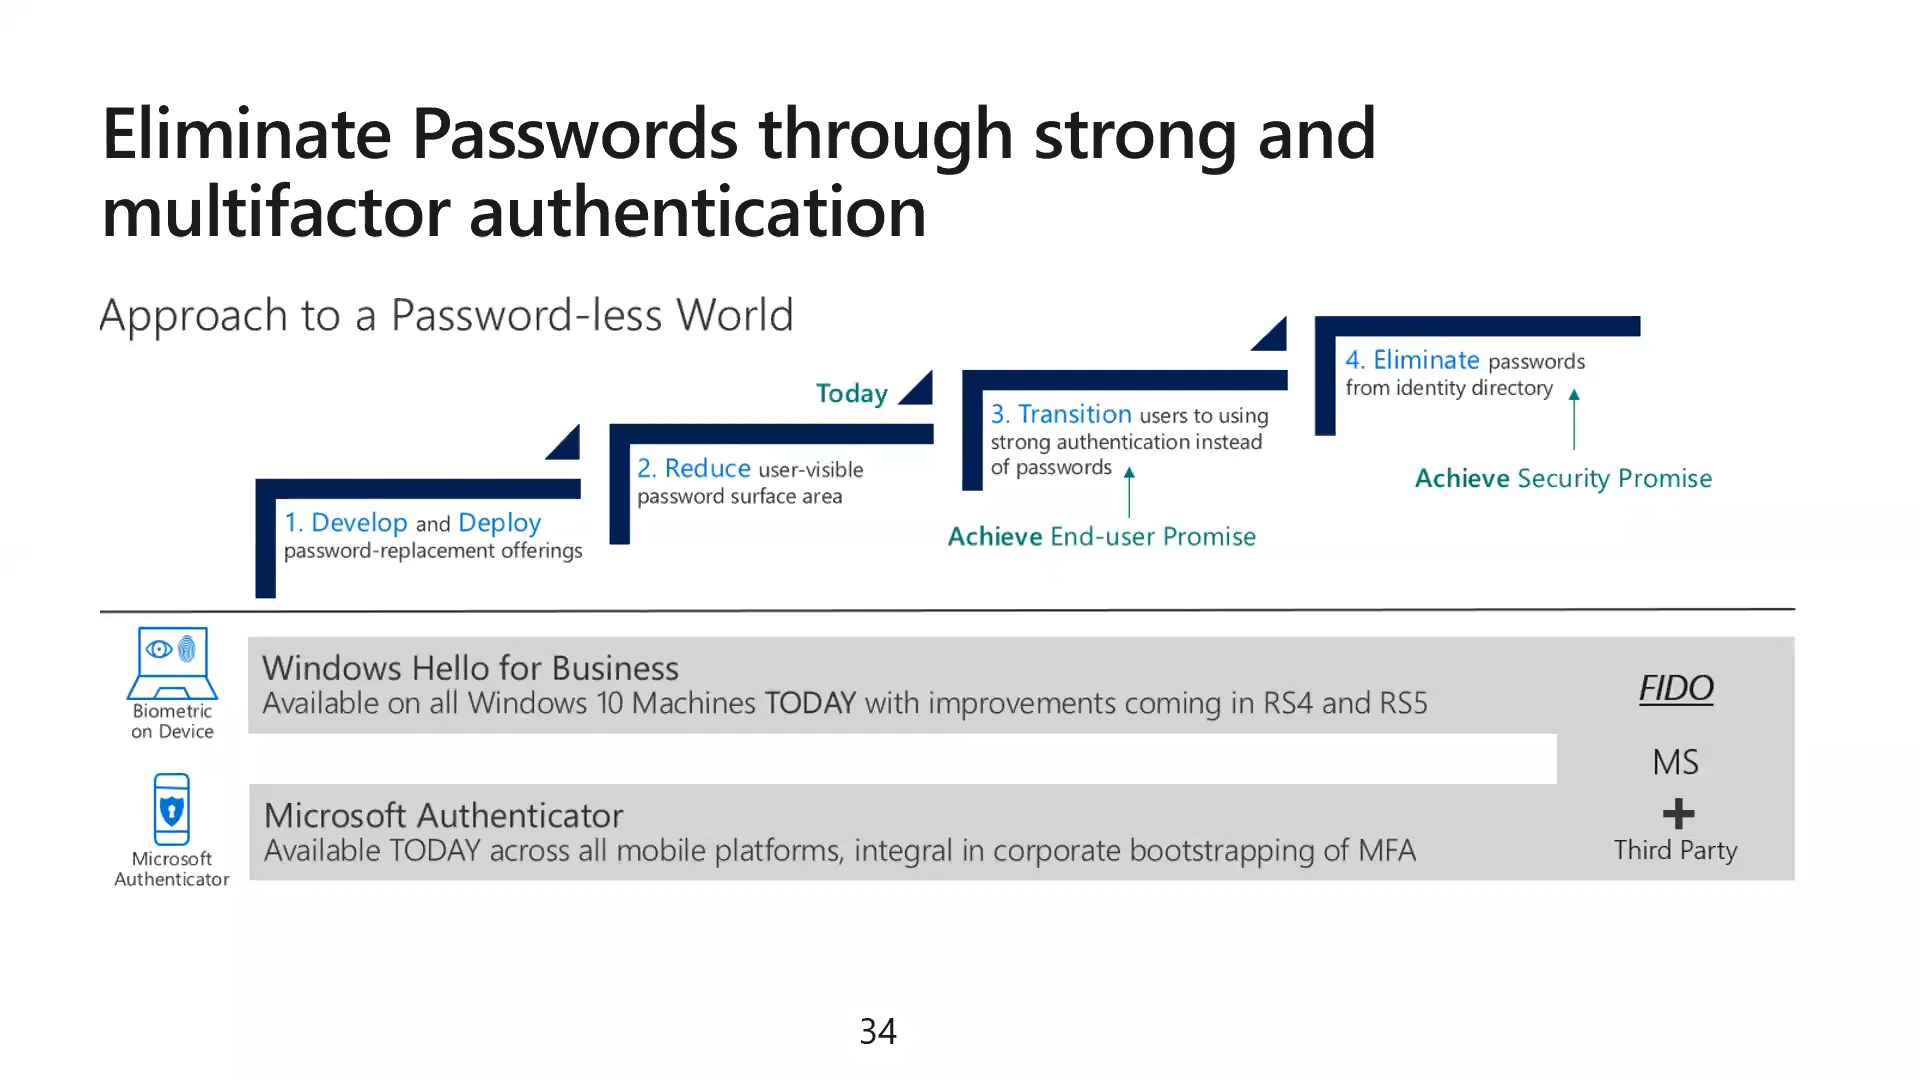 Eliminate Passwords through strong and
multifactor authentication
Approach to a Password-less World
1. Develop and Deploy
password-replacement offerings
2. Reduce user-visible
password surface area
Today
3. Transition users to using
strong authentication instead
of passwords
Achieve End-user Promise
4. Eliminate passwords
from identity directory
Achieve Security Promise
Biometric
on Device
Windows Hello for Business
Available on all Windows 10 Machines TODAY with improvements coming in RS4 and RS5
Microsoft
Authenticator
Microsoft Authenticator
Available TODAY across all mobile platforms, integral in corporate bootstrapping of MFA
FIDO
MS
+
Third Party
34